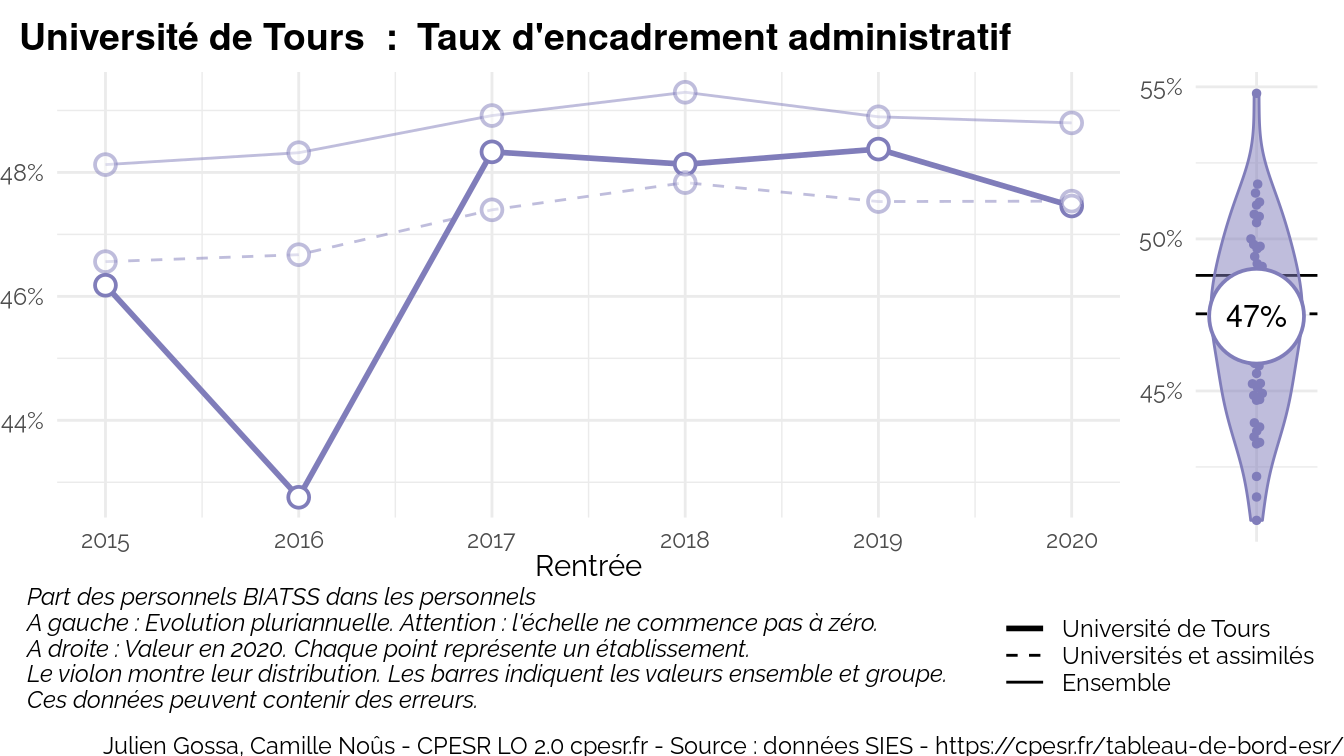 Université de Tours : Taux d'encadrement administratif
55%
48%
50%
47%
46%
45%
44%
2015 2016 2017 2018 2019 2020
Rentrée
Part des personnels BIATSS dans les personnels
A gauche : Evolution pluriannuelle. Attention : l'échelle ne commence pas à zéro.
A droite : Valeur en 2020. Chaque point représente un établissement.
Le violon montre leur distribution. Les barres indiquent les valeurs ensemble et groupe.
Ces données peuvent contenir des erreurs.
Université de Tours
Universités et assimilés
Ensemble
Julien Gossa, Camille Noûs - CPESR LO 2.0 cpesr.fr - Source : données SIES - https://cpesr.fr/tableau-de-bord-esr/